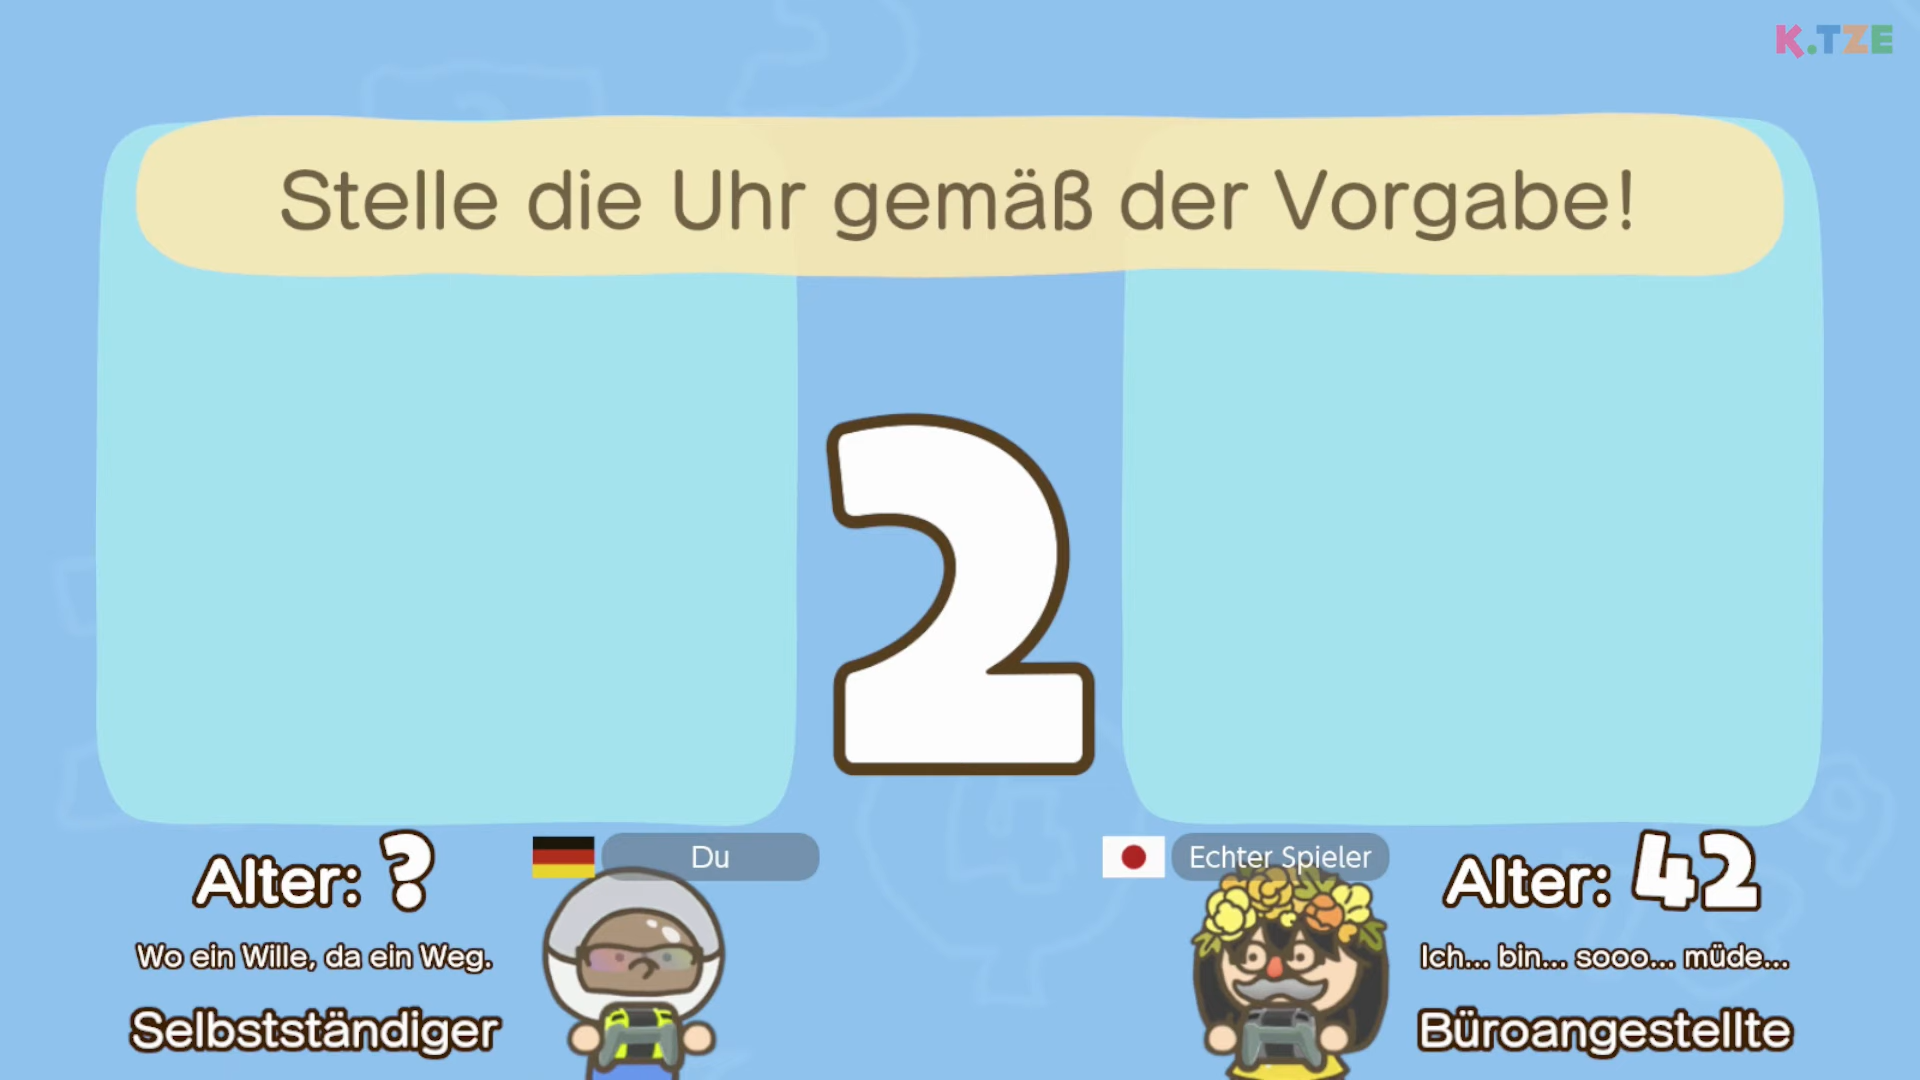 K.TZE
Stelle die Uhr gemäß der Vorgabe!
2
Alter: ?
Du
Wo ein Wille, da ein Weg.
Selbstständiger
Echter Spieler
Alter: 42
Ich... bin... sooo... müde...
Büroangestellte